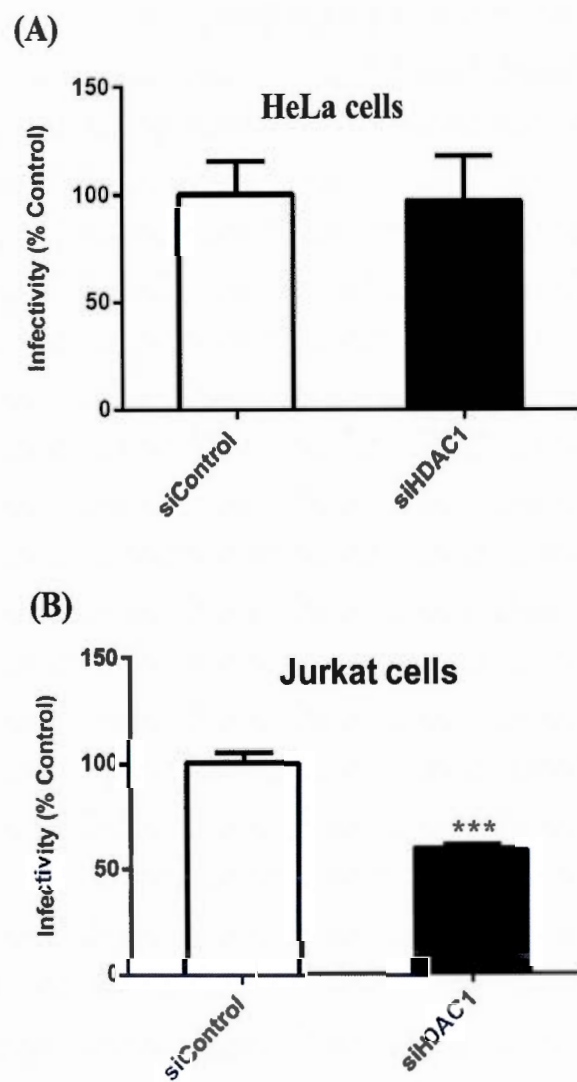 (A)
HeLa cells
Infectivity (% Control)
150
100
50
0
siControl
siHDAC1
(B)
Jurkat cells
Infectivity (% Control)
150
100
50
0
siControl
***
siHDAC1